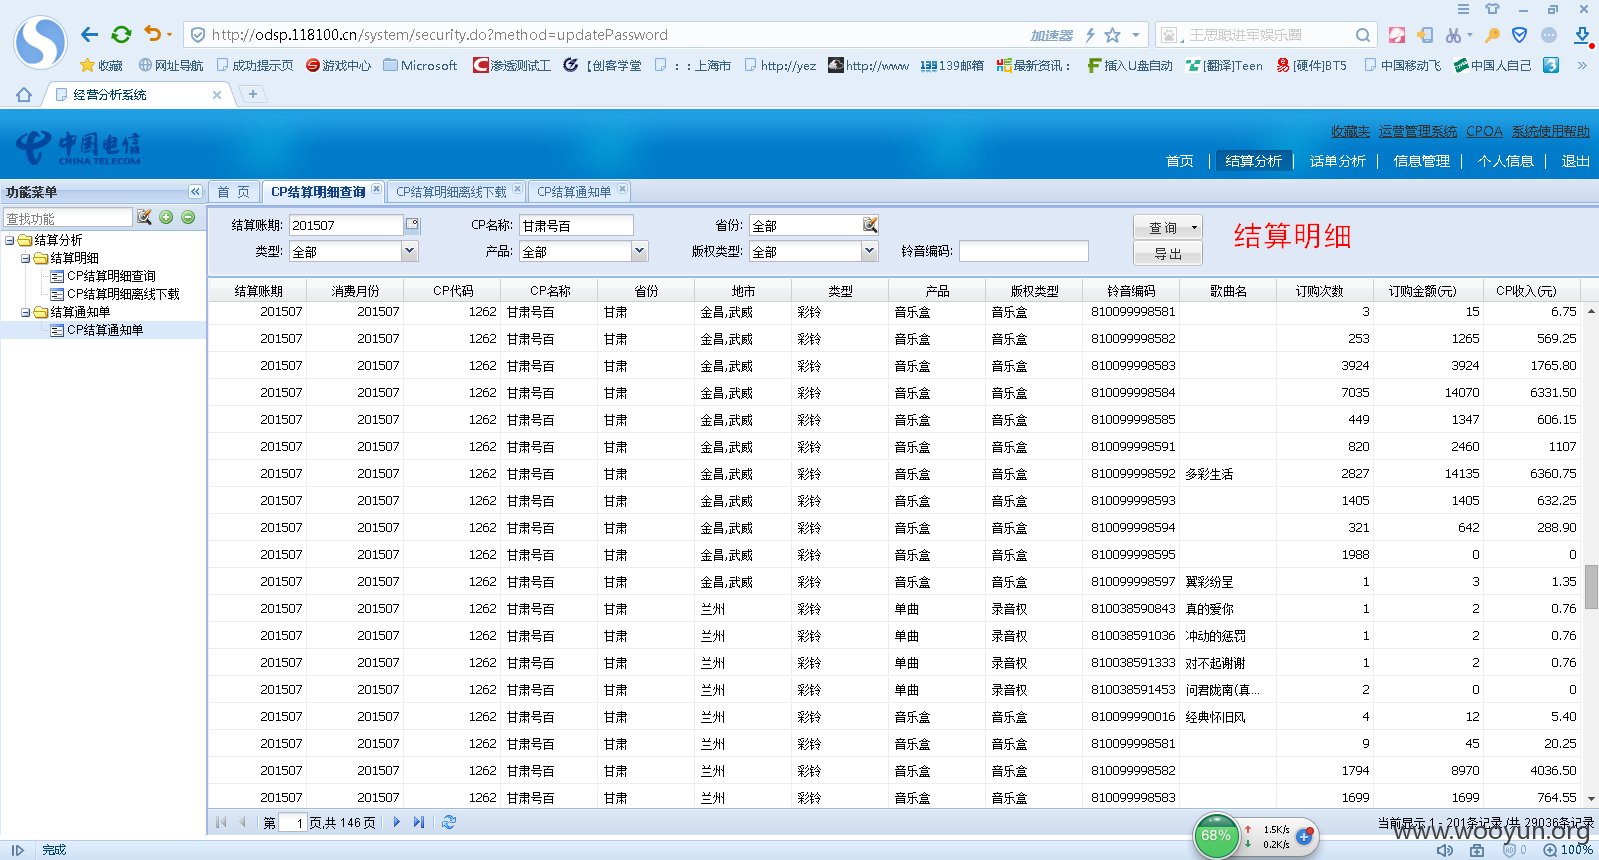 http://odsp.118100.cn/system/security.do?method=updatePassword 加速器 王思聪进军娱乐圈
收藏 网址导航 成功提示页 游戏中心 Microsoft 渗透测试工 【创客学堂 ：：上海市 http://yez http://www 139邮箱 最新资讯： 插入U盘自动 [翻译]Teen [硬件]BT5 中国移动飞 中国人自己 »
经营分析系统
中国电信
CHINA TELECOM
收藏夹 运营管理系统 CPOA 系统使用帮助
首页 结算分析 话单分析 信息管理 个人信息 退出
功能菜单
首 页 CP结算明细查询 CP结算明细离线下载 CP结算通知单
查找功能
结算分析
结算明细
CP结算明细查询
CP结算明细离线下载
结算通知单
CP结算通知单
结算账期: 201507 CP名称: 甘肃号百 省份: 全部 查询
类型: 全部 产品: 全部 版权类型: 全部 铃音编码: 导出
结算明细
结算账期 消费月份 CP代码 CP名称 省份 地市 类型 产品 版权类型 铃音编码 歌曲名 订购次数 订购金额(元) CP收入(元)
201507 201507 1262 甘肃号百 甘肃 金昌,武威 彩铃 音乐盒 音乐盒 810099998581 3 15 6.75
201507 201507 1262 甘肃号百 甘肃 金昌,武威 彩铃 音乐盒 音乐盒 810099998582 253 1265 569.25
201507 201507 1262 甘肃号百 甘肃 金昌,武威 彩铃 音乐盒 音乐盒 810099998583 3924 3924 1765.80
201507 201507 1262 甘肃号百 甘肃 金昌,武威 彩铃 音乐盒 音乐盒 810099998584 7035 14070 6331.50
201507 201507 1262 甘肃号百 甘肃 金昌,武威 彩铃 音乐盒 音乐盒 810099998585 449 1347 606.15
201507 201507 1262 甘肃号百 甘肃 金昌,武威 彩铃 音乐盒 音乐盒 810099998591 820 2460 1107
201507 201507 1262 甘肃号百 甘肃 金昌,武威 彩铃 音乐盒 音乐盒 810099998592 多彩生活 2827 14135 6360.75
201507 201507 1262 甘肃号百 甘肃 金昌,武威 彩铃 音乐盒 音乐盒 810099998593 1405 1405 632.25
201507 201507 1262 甘肃号百 甘肃 金昌,武威 彩铃 音乐盒 音乐盒 810099998594 321 642 288.90
201507 201507 1262 甘肃号百 甘肃 金昌,武威 彩铃 音乐盒 音乐盒 810099998595 1988 0 0
201507 201507 1262 甘肃号百 甘肃 金昌,武威 彩铃 音乐盒 音乐盒 810099998597 翼彩纷呈 1 3 1.35
201507 201507 1262 甘肃号百 甘肃 兰州 彩铃 单曲 录音权 810038590843 真的爱你 1 2 0.76
201507 201507 1262 甘肃号百 甘肃 兰州 彩铃 单曲 录音权 810038591036 冲动的惩罚 1 2 0.76
201507 201507 1262 甘肃号百 甘肃 兰州 彩铃 单曲 录音权 810038591333 对不起谢谢 1 2 0.76
201507 201507 1262 甘肃号百 甘肃 兰州 彩铃 单曲 录音权 810038591453 问君陇南(真... 2 0 0
201507 201507 1262 甘肃号百 甘肃 兰州 彩铃 音乐盒 音乐盒 810099990016 经典怀旧风 4 12 5.40
201507 201507 1262 甘肃号百 甘肃 兰州 彩铃 音乐盒 音乐盒 810099998581 9 45 20.25
201507 201507 1262 甘肃号百 甘肃 兰州 彩铃 音乐盒 音乐盒 810099998582 1794 8970 4036.50
201507 201507 1262 甘肃号百 甘肃 兰州 彩铃 音乐盒 音乐盒 810099998583 1699 1699 764.55
第 1 页,共 146 页 当前显示 1 - 201条记录 /共 29036条记录
68% 1.5K/s
0.2K/s
www.wooyun.org
完成 0 100%